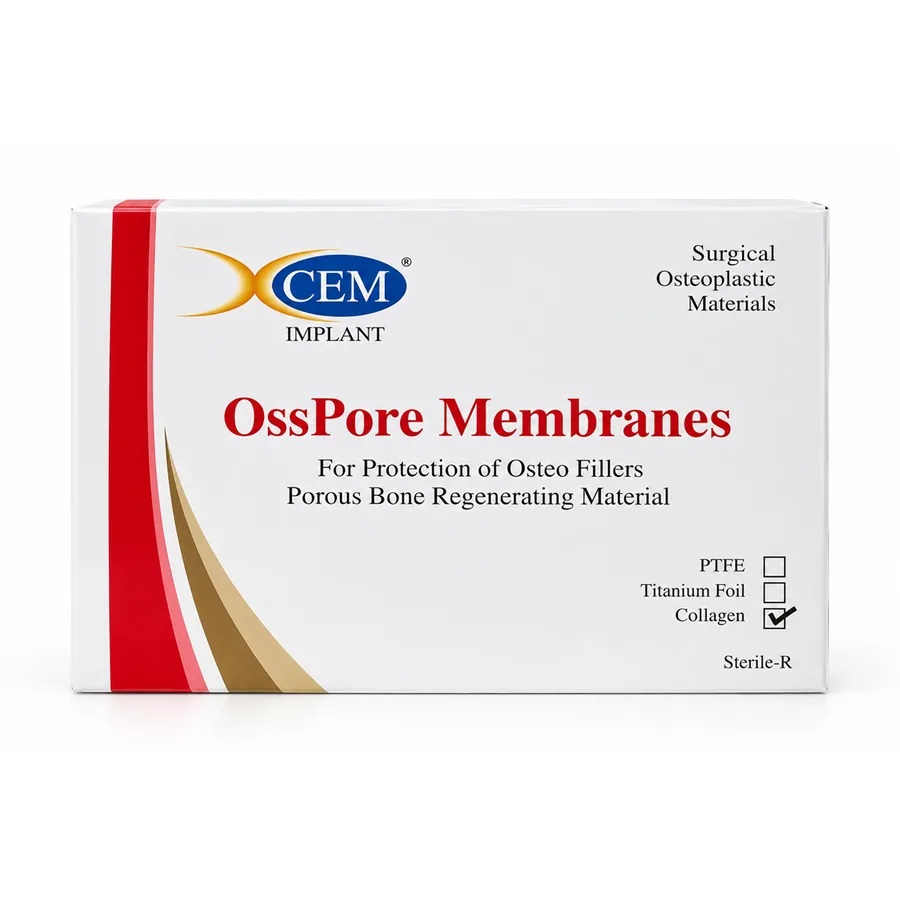 CEM®
IMPLANT
Surgical
Osteoplastic
Materials
OssPore Membranes
For Protection of Osteo Fillers
Porous Bone Regenerating Material
PTFE
Titanium Foil
Collagen
Sterile-R